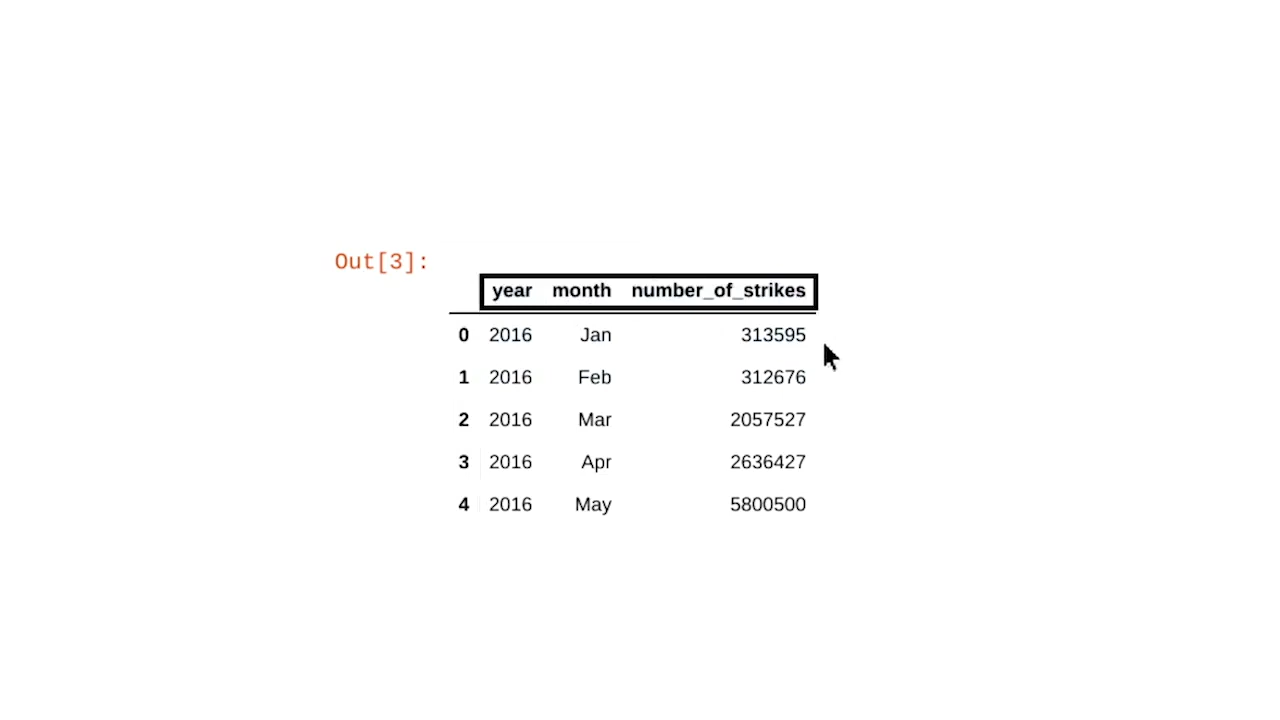 Out[3]:
year month number_of_strikes
0 2016 Jan 313595
1 2016 Feb 312676
2 2016 Mar 2057527
3 2016 Apr 2636427
4 2016 May 5800500